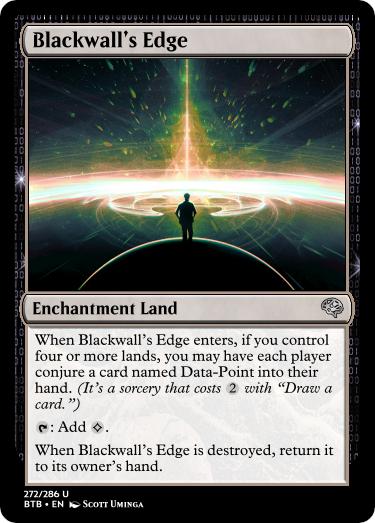 Blackwall's Edge
Enchantment Land
When Blackwall's Edge enters, if you control
four or more lands, you may have each player
conjure a card named Data-Point into their
hand. (It's a sorcery that costs 2 with “Draw a
card.”)
: Add .
When Blackwall's Edge is destroyed, return it
to its owner's hand.
272/286 U
BTB • EN Scott Uminga